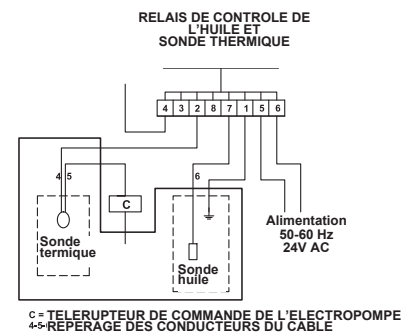 RELAIS DE CONTROLE DE
L'HUILE ET
SONDE THERMIQUE
4 3 2 8 7 1 5 6
4 5
6
C
Sonde
termique
Sonde
huile
Alimentation
50-60 Hz
24V AC
C = TELERUPTEUR DE COMMANDE DE L'ELECTROPOMPE
4-5-REPERAGE DES CONDUCTEURS DU CABLE